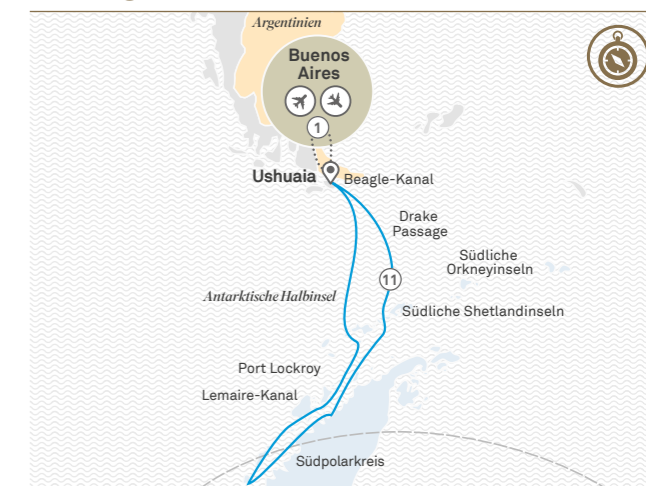 Argentinien
Buenos
Aires
1
Ushuaia
Beagle-Kanal
Drake
Passage
Südliche
Orkneyinseln
11
Antarktische Halbinsel
Südliche Shetlandinseln
Port Lockroy
Lemaire-Kanal
Südpolarkreis